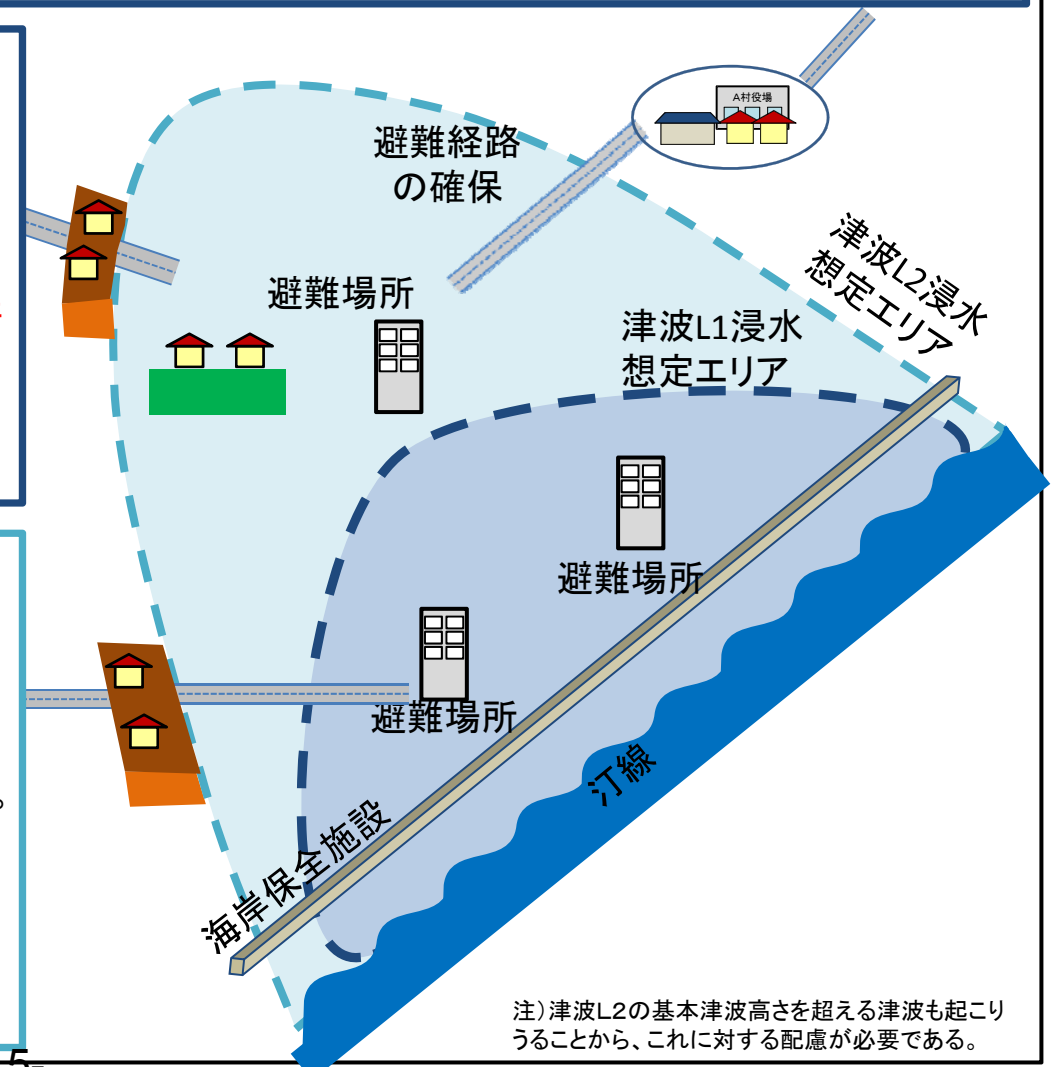 A村役場
避難経路
の確保
津波L2浸水
想定エリア
避難場所
津波L1浸水
想定エリア
避難場所
避難場所
汀線
海岸保全施設
。
注)津波L2の基本津波高さを超える津波も起こり
うることから、これに対する配慮が必要である。
5-